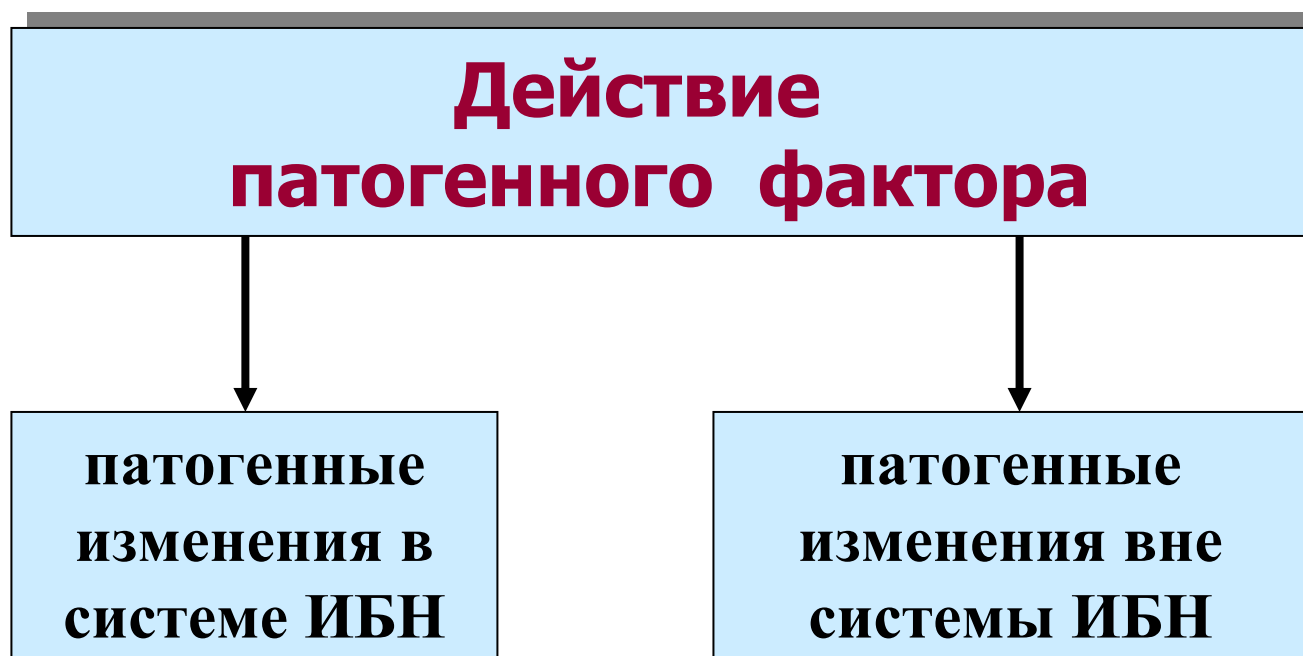 Действие
патогенного фактора
патогенные
изменения в
системе ИБН
патогенные
изменения вне
системы ИБН